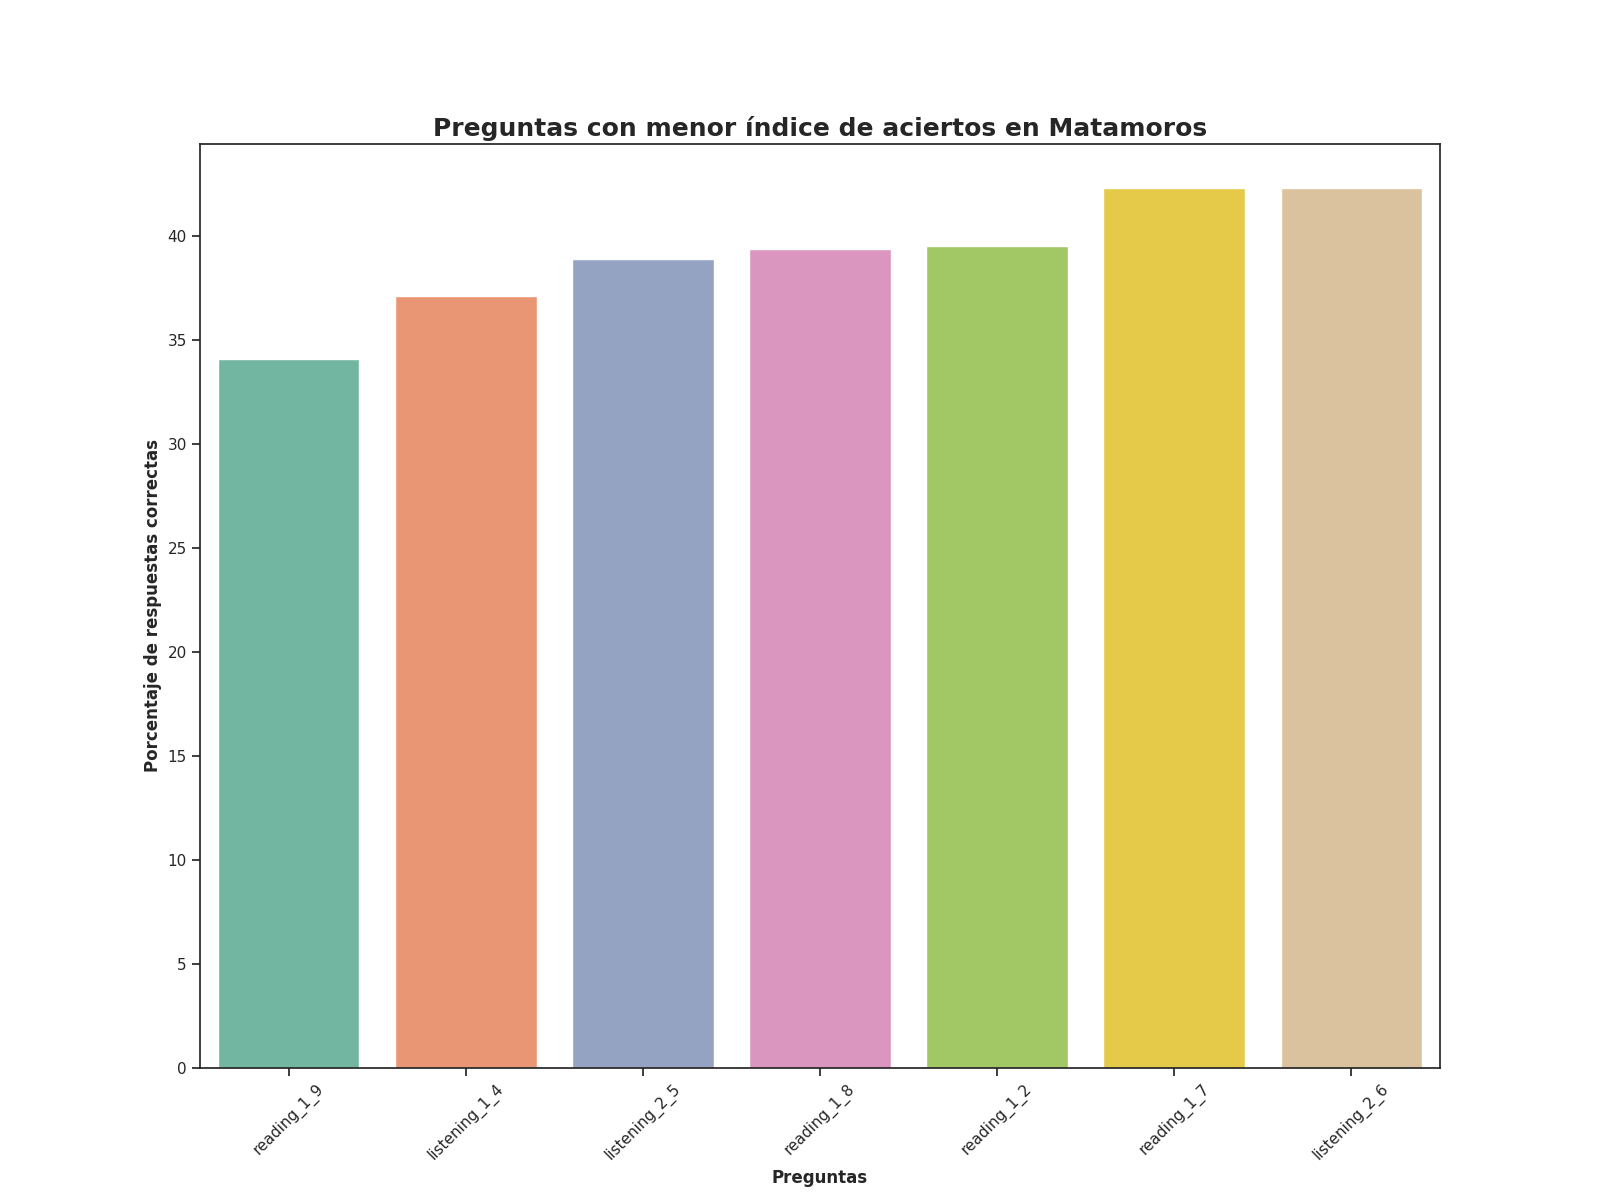 Preguntas con menor índice de aciertos en Matamoros
Porcentaje de respuestas correctas
40
35
30
25
20
15
10
5
0
reading_1_9
listening_1_4
listening_2_5
reading_1_8
reading_1_2
reading_1_7
listening_2_6
Preguntas